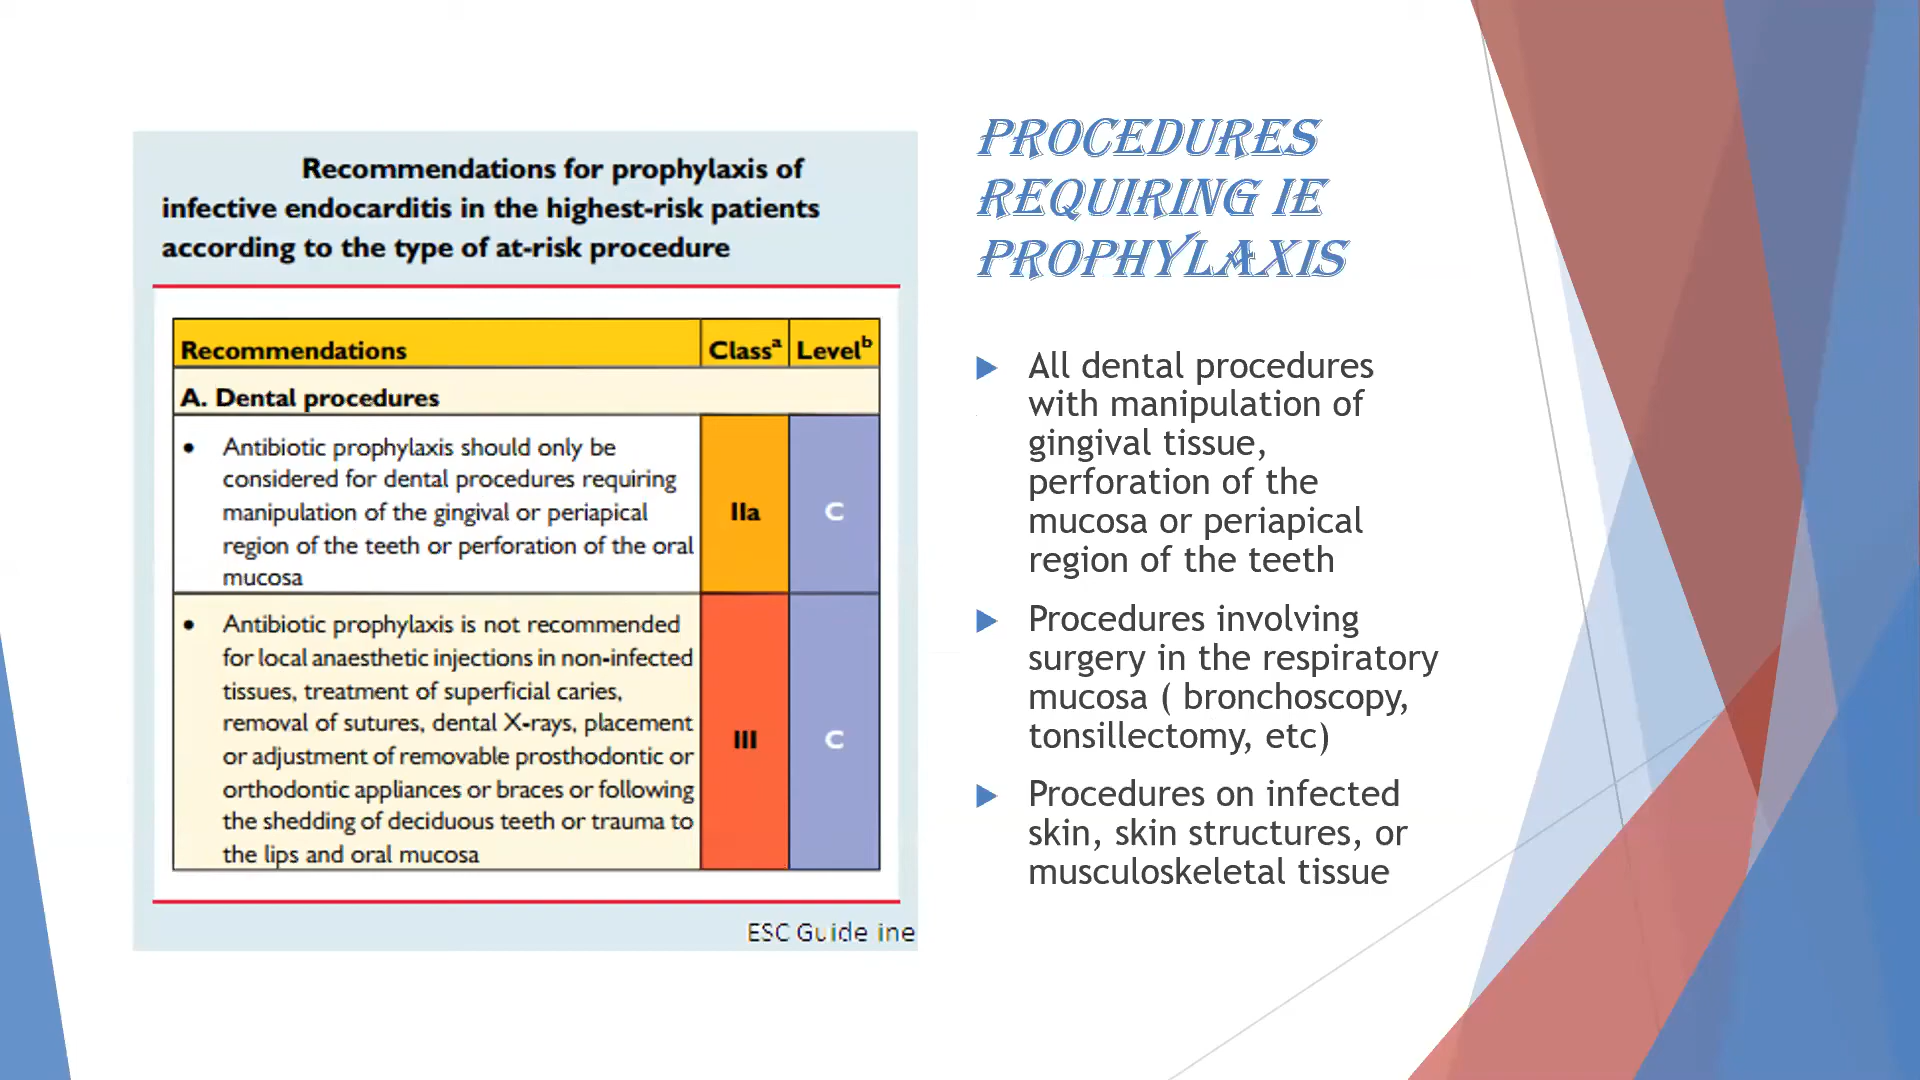 Recommendations for prophylaxis of
infective endocarditis in the highest-risk patients
according to the type of at-risk procedure
Recommendations Classᵃ Levelᵇ
A. Dental procedures
• Antibiotic prophylaxis should only be
considered for dental procedures requiring
manipulation of the gingival or periapical
region of the teeth or perforation of the oral
mucosa
IIa C
• Antibiotic prophylaxis is not recommended
for local anaesthetic injections in non-infected
tissues, treatment of superficial caries,
removal of sutures, dental X-rays, placement
or adjustment of removable prosthodontic or
orthodontic appliances or braces or following
the shedding of deciduous teeth or trauma to
the lips and oral mucosa
III C
ESC Guide ine
PROCEDURES
REQUIRING IE
PROPHYLAXIS
All dental procedures
with manipulation of
gingival tissue,
perforation of the
mucosa or periapical
region of the teeth
Procedures involving
surgery in the respiratory
mucosa ( bronchoscopy,
tonsillectomy, etc)
Procedures on infected
skin, skin structures, or
musculoskeletal tissue